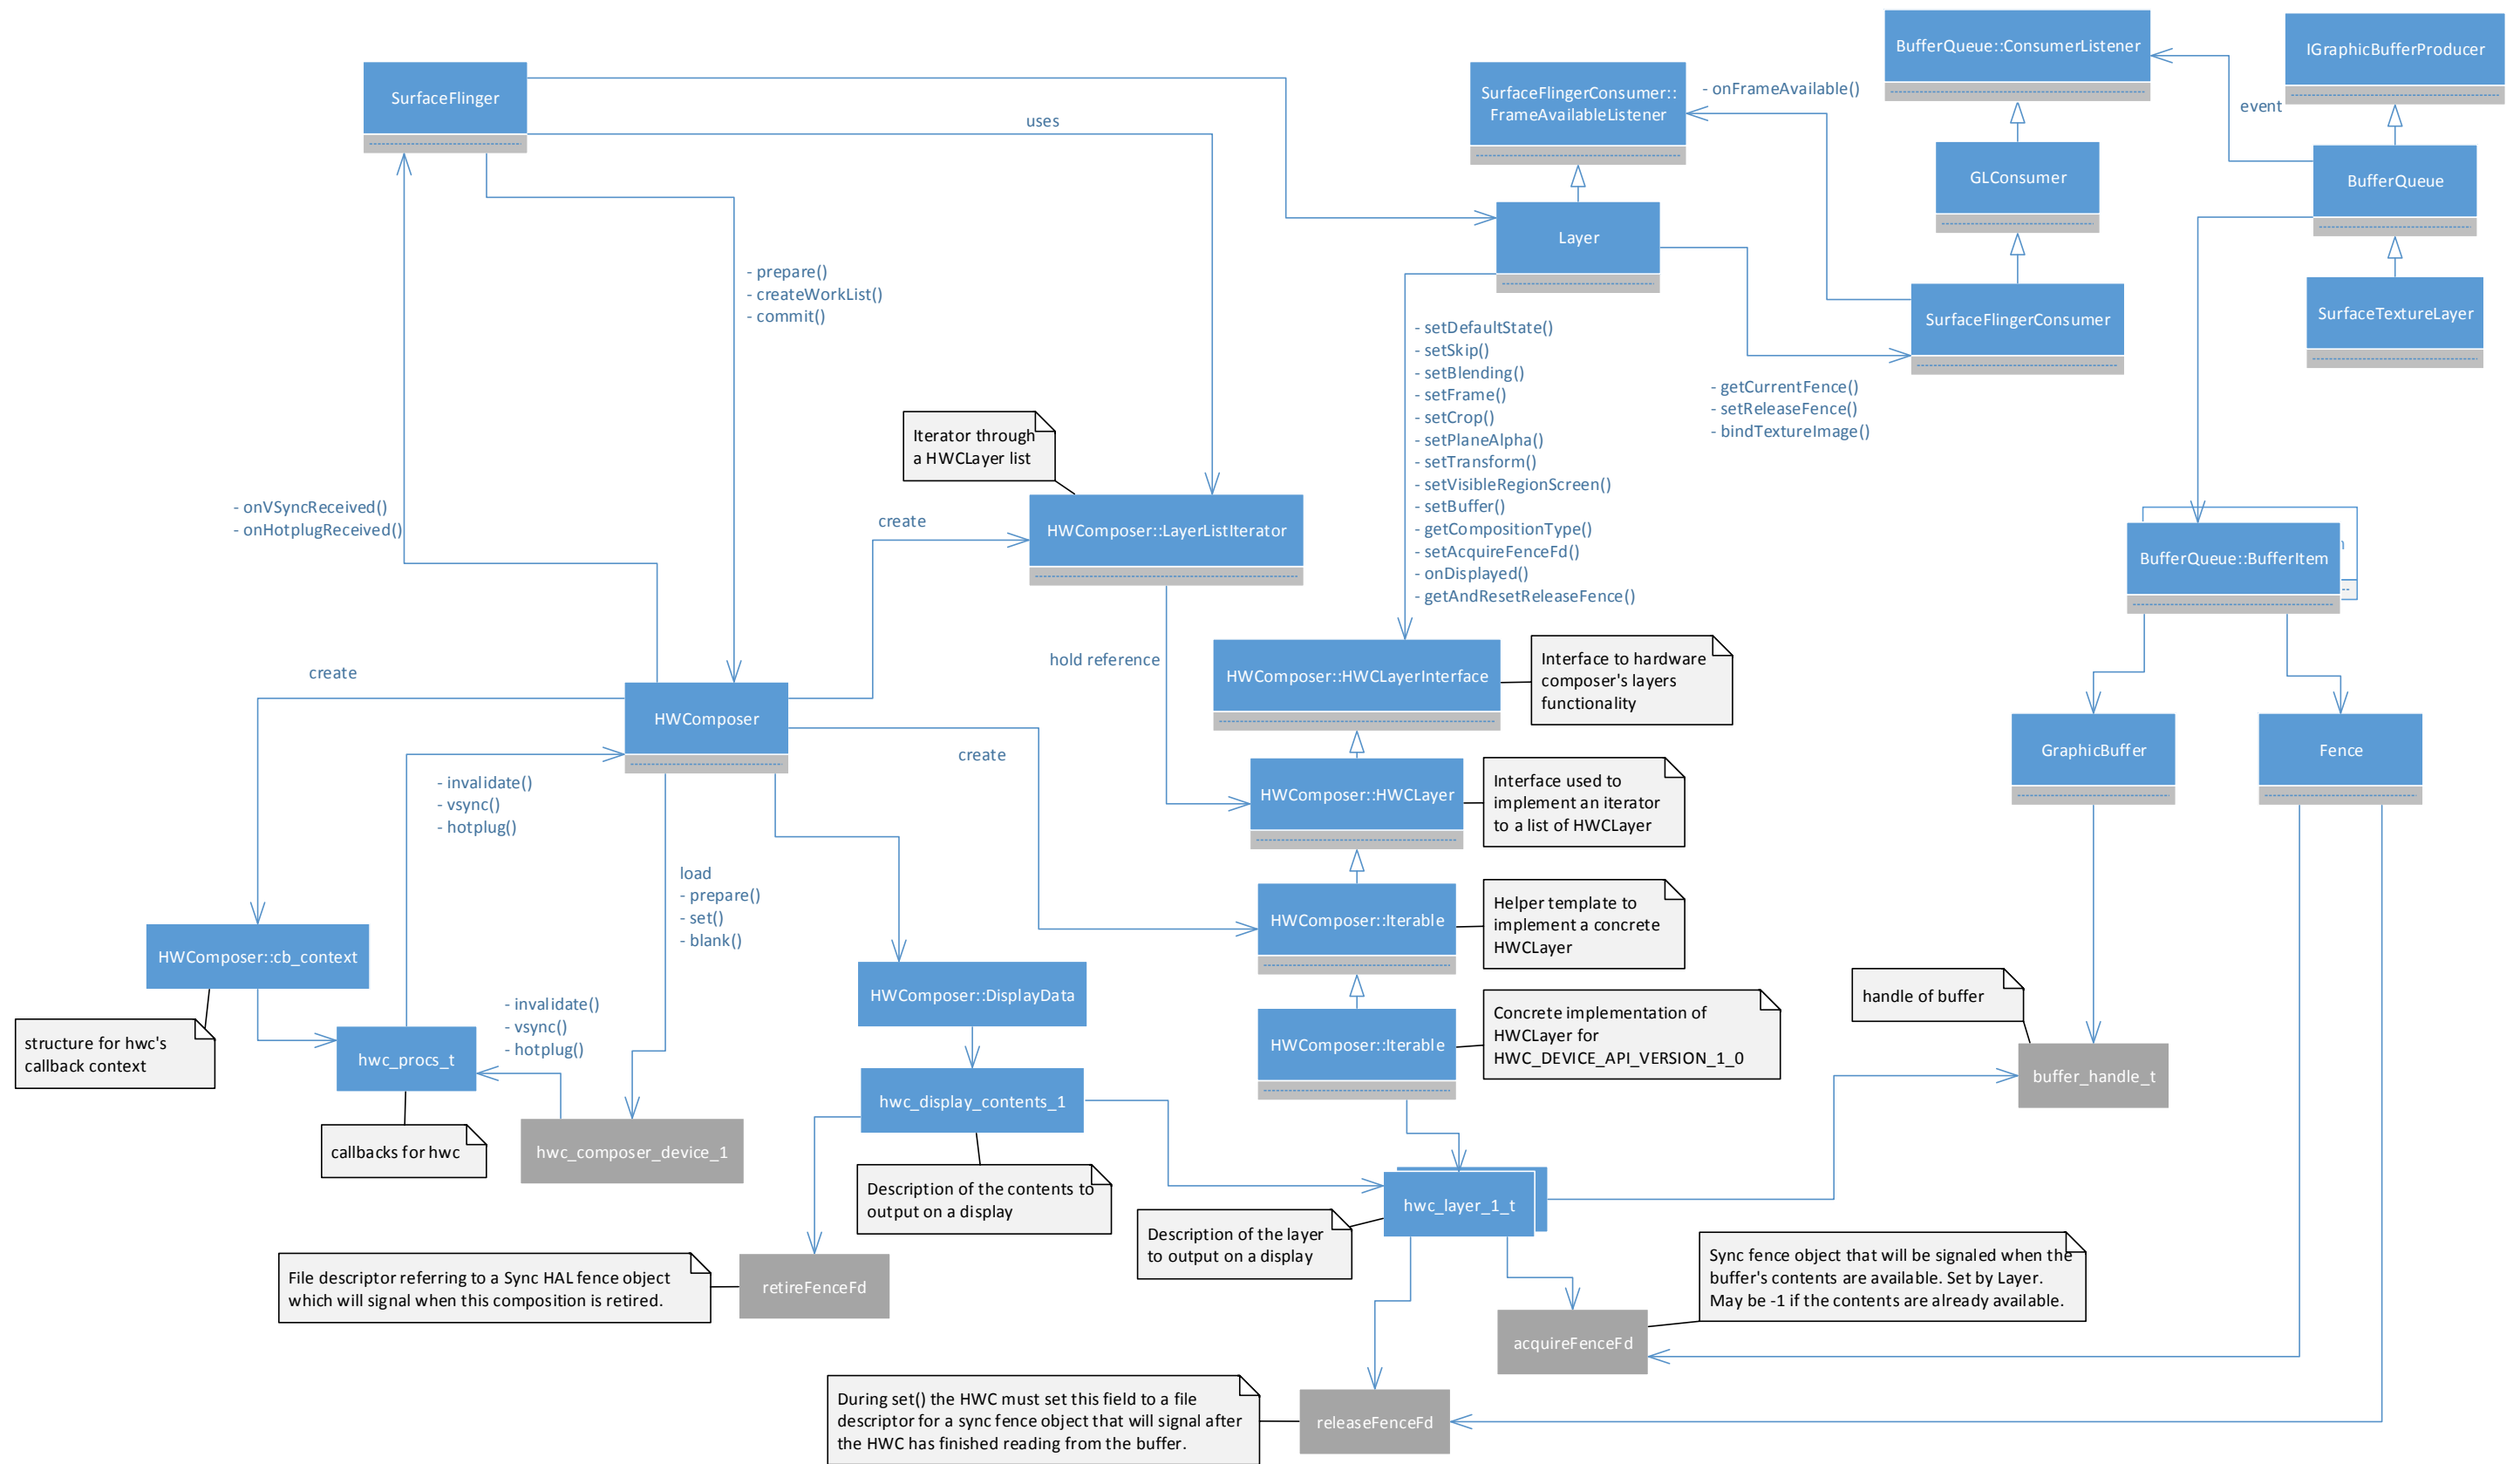 BufferQueue::ConsumerListener
IGraphicBufferProducer
SurfaceFlinger
SurfaceFlingerConsumer::
FrameAvailableListener
- onFrameAvailable()
event
uses
GLConsumer
BufferQueue
Layer
- prepare()
- createWorkList()
- commit()
SurfaceFlingerConsumer
SurfaceTextureLayer
- setDefaultState()
- setSkip()
- setBlending()
- setFrame()
- setCrop()
- setPlaneAlpha()
- setTransform()
- setVisibleRegionScreen()
- setBuffer()
- getCompositionType()
- setAcquireFenceFd()
- onDisplayed()
- getAndResetReleaseFence()
- getCurrentFence()
- setReleaseFence()
- bindTextureImage()
Iterator through
a HWCLayer list
- onVSyncReceived()
- onHotplugReceived()
create
HWComposer::LayerListIterator
BufferQueue::BufferItem
hold reference
HWComposer::HWCLayerInterface
Interface to hardware
composer's layers
functionality
create
HWComposer
create
GraphicBuffer
Fence
- invalidate()
- vsync()
- hotplug()
HWComposer::HWCLayer
Interface used to
implement an iterator
to a list of HWCLayer
load
- prepare()
- set()
- blank()
HWComposer::Iterable
Helper template to
implement a concrete
HWCLayer
HWComposer::cb_context
HWComposer::DisplayData
handle of buffer
structure for hwc's
callback context
- invalidate()
- vsync()
- hotplug()
hwc_procs_t
HWComposer::Iterable
Concrete implementation of
HWCLayer for
HWC_DEVICE_API_VERSION_1_0
buffer_handle_t
hwc_display_contents_1
callbacks for hwc
hwc_composer_device_1
Description of the contents to
output on a display
hwc_layer_1_t
Description of the layer
to output on a display
File descriptor referring to a Sync HAL fence object
which will signal when this composition is retired.
retireFenceFd
Sync fence object that will be signaled when the
buffer's contents are available. Set by Layer.
May be -1 if the contents are already available.
acquireFenceFd
During set() the HWC must set this field to a file
descriptor for a sync fence object that will signal after
the HWC has finished reading from the buffer.
releaseFenceFd